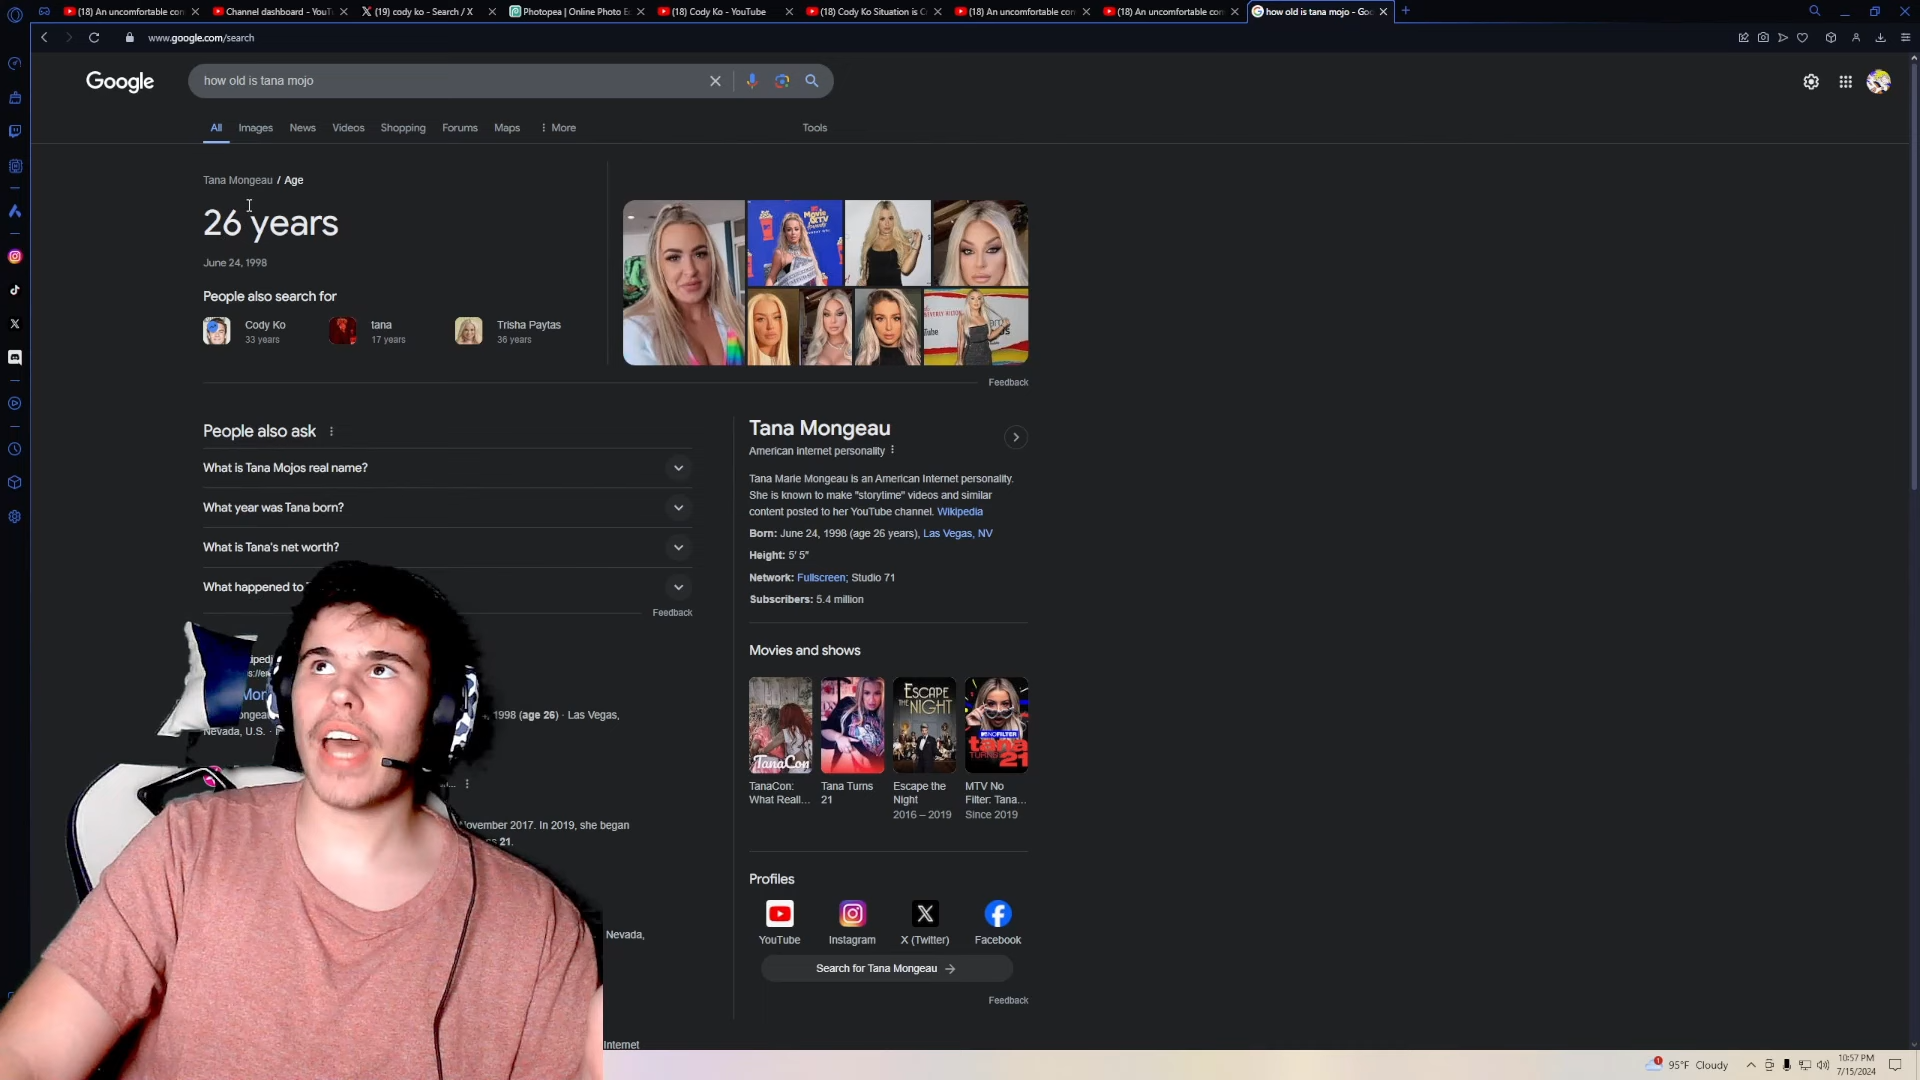 (18) An uncomfortable con
Channel dashboard - YouT
(19) cody ko - Search / X
Photopea | Online Photo E
(18) Cody Ko - YouTube
(18) Cody Ko Situation is C
(18) An uncomfortable con
(18) An uncomfortable con
how old is tana mojo - Goo
www.google.com/search
Google
how old is tana mojo
All
Images
News
Videos
Shopping
Forums
Maps
More
Tools
Tana Mongeau / Age
26 years
June 24, 1998
People also search for
Cody Ko
33 years
tana
17 years
Trisha Paytas
36 years
Feedback
People also ask
What is Tana Mojos real name?
What year was Tana born?
What is Tana's net worth?
What happened to
Feedback
1998 (age 26) · Las Vegas,
Nevada, U.S. ·
November 2017. In 2019, she began
21.
Nevada,
Internet
Tana Mongeau
American internet personality
Tana Marie Mongeau is an American Internet personality.
She is known to make "storytime" videos and similar
content posted to her YouTube channel. Wikipedia
Born: June 24, 1998 (age 26 years), Las Vegas, NV
Height: 5′ 5″
Network: Fullscreen; Studio 71
Subscribers: 5.4 million
Movies and shows
TanaCon
ESCAPE
THE NIGHT
MTV NO FILTER:
tana
TURNS
21
TanaCon:
What Reall...
Tana Turns
21
Escape the
Night
2016 – 2019
MTV No
Filter: Tana...
Since 2019
Profiles
YouTube
Instagram
X (Twitter)
Facebook
Search for Tana Mongeau
Feedback
95°F Cloudy
10:57 PM
7/15/2024